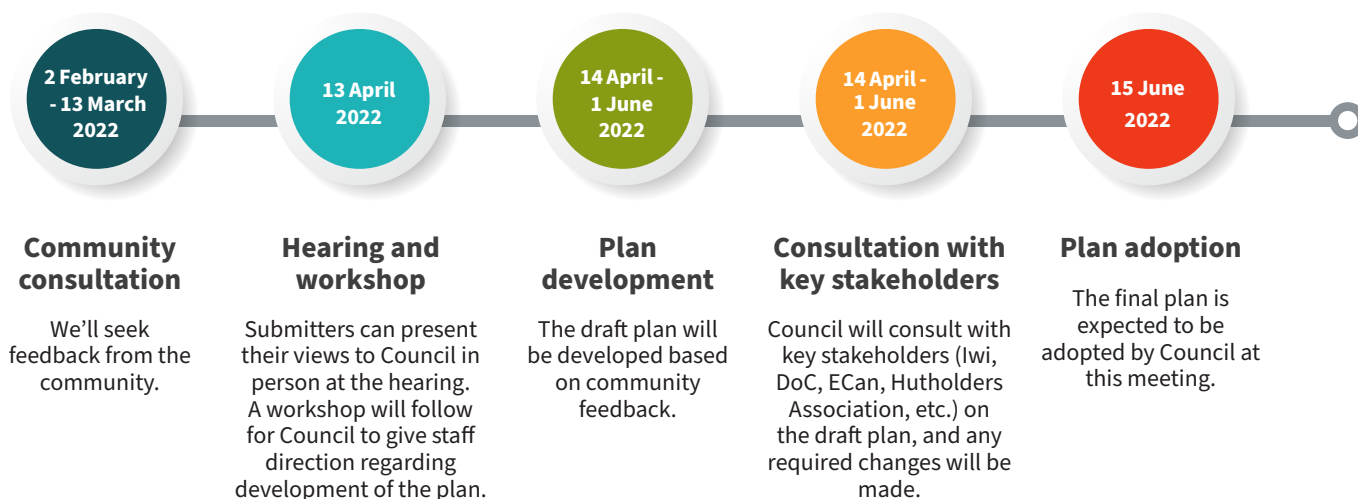 2 February
- 13 March
2022
13 April
2022
14 April -
1 June
2022
14 April -
1 June
2022
15 June
2022
Community
consultation
We’ll seek
feedback from the
community.
Hearing and
workshop
Submitters can present
their views to Council in
person at the hearing.
A workshop will follow
for Council to give staff
direction regarding
development of the plan.
Plan
development
The draft plan will
be developed based
on community
feedback.
Consultation with
key stakeholders
Council will consult with
key stakeholders (Iwi,
DoC, ECan, Hutholders
Association, etc.) on
the draft plan, and any
required changes will be
made.
Plan adoption
The final plan is
expected to be
adopted by Council at
this meeting.